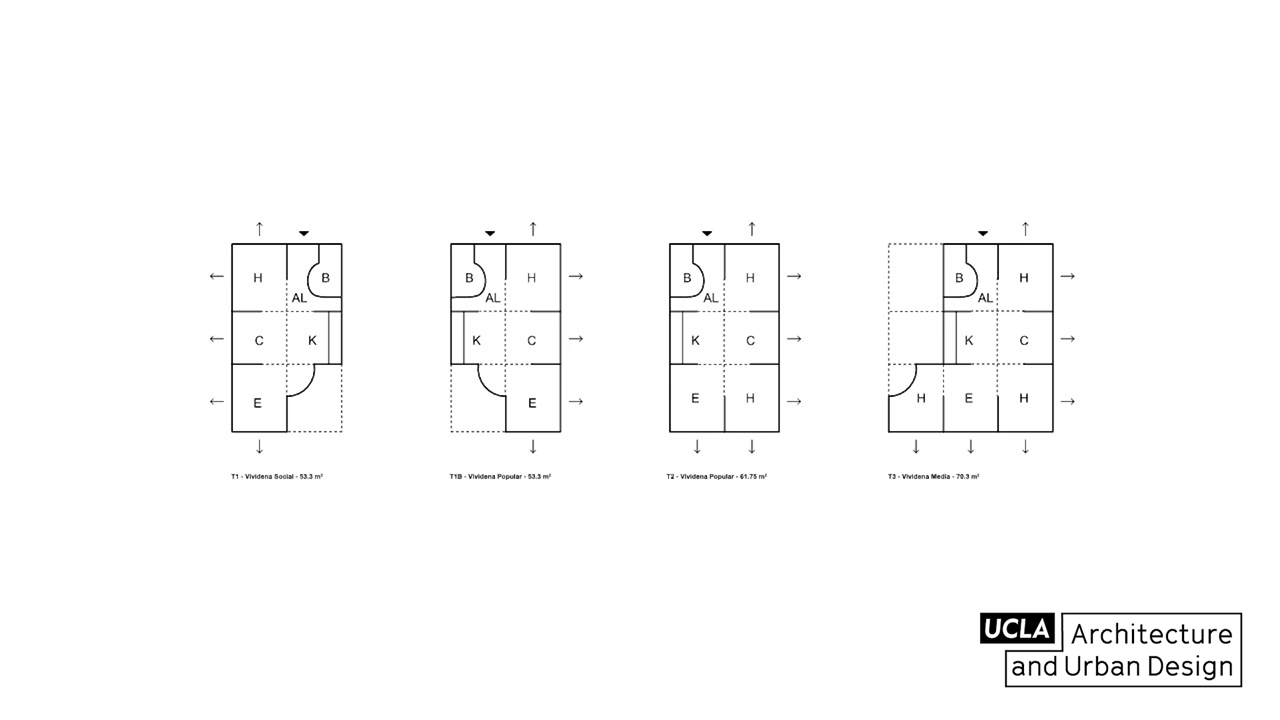 H B AL
C K
E
T1 - Vividena Social - 53.3 m²
B H AL
K C
E
T1B - Vividena Popular - 53.3 m²
B H AL
K C
E H
T2 - Vividena Popular - 61.75 m²
B H AL
K C
H E H
T3 - Vividena Media - 70.3 m²
UCLA Architecture
and Urban Design